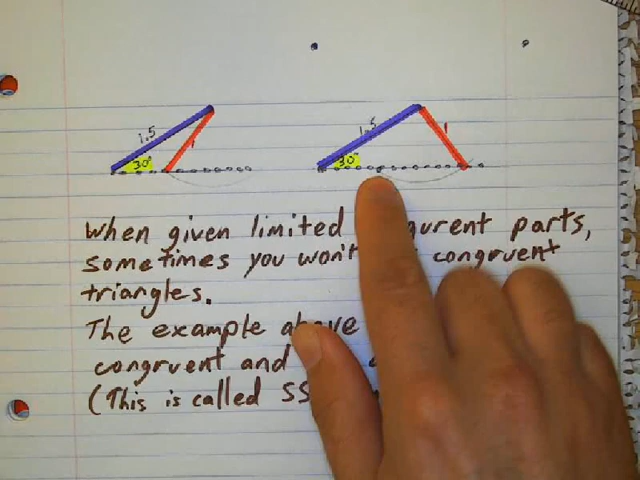 1.5 1 30° 1.5 1 30°
When given limited gurent parts,
sometimes you won't congruent
triangles.
The example above
congruent and
(This is called SS